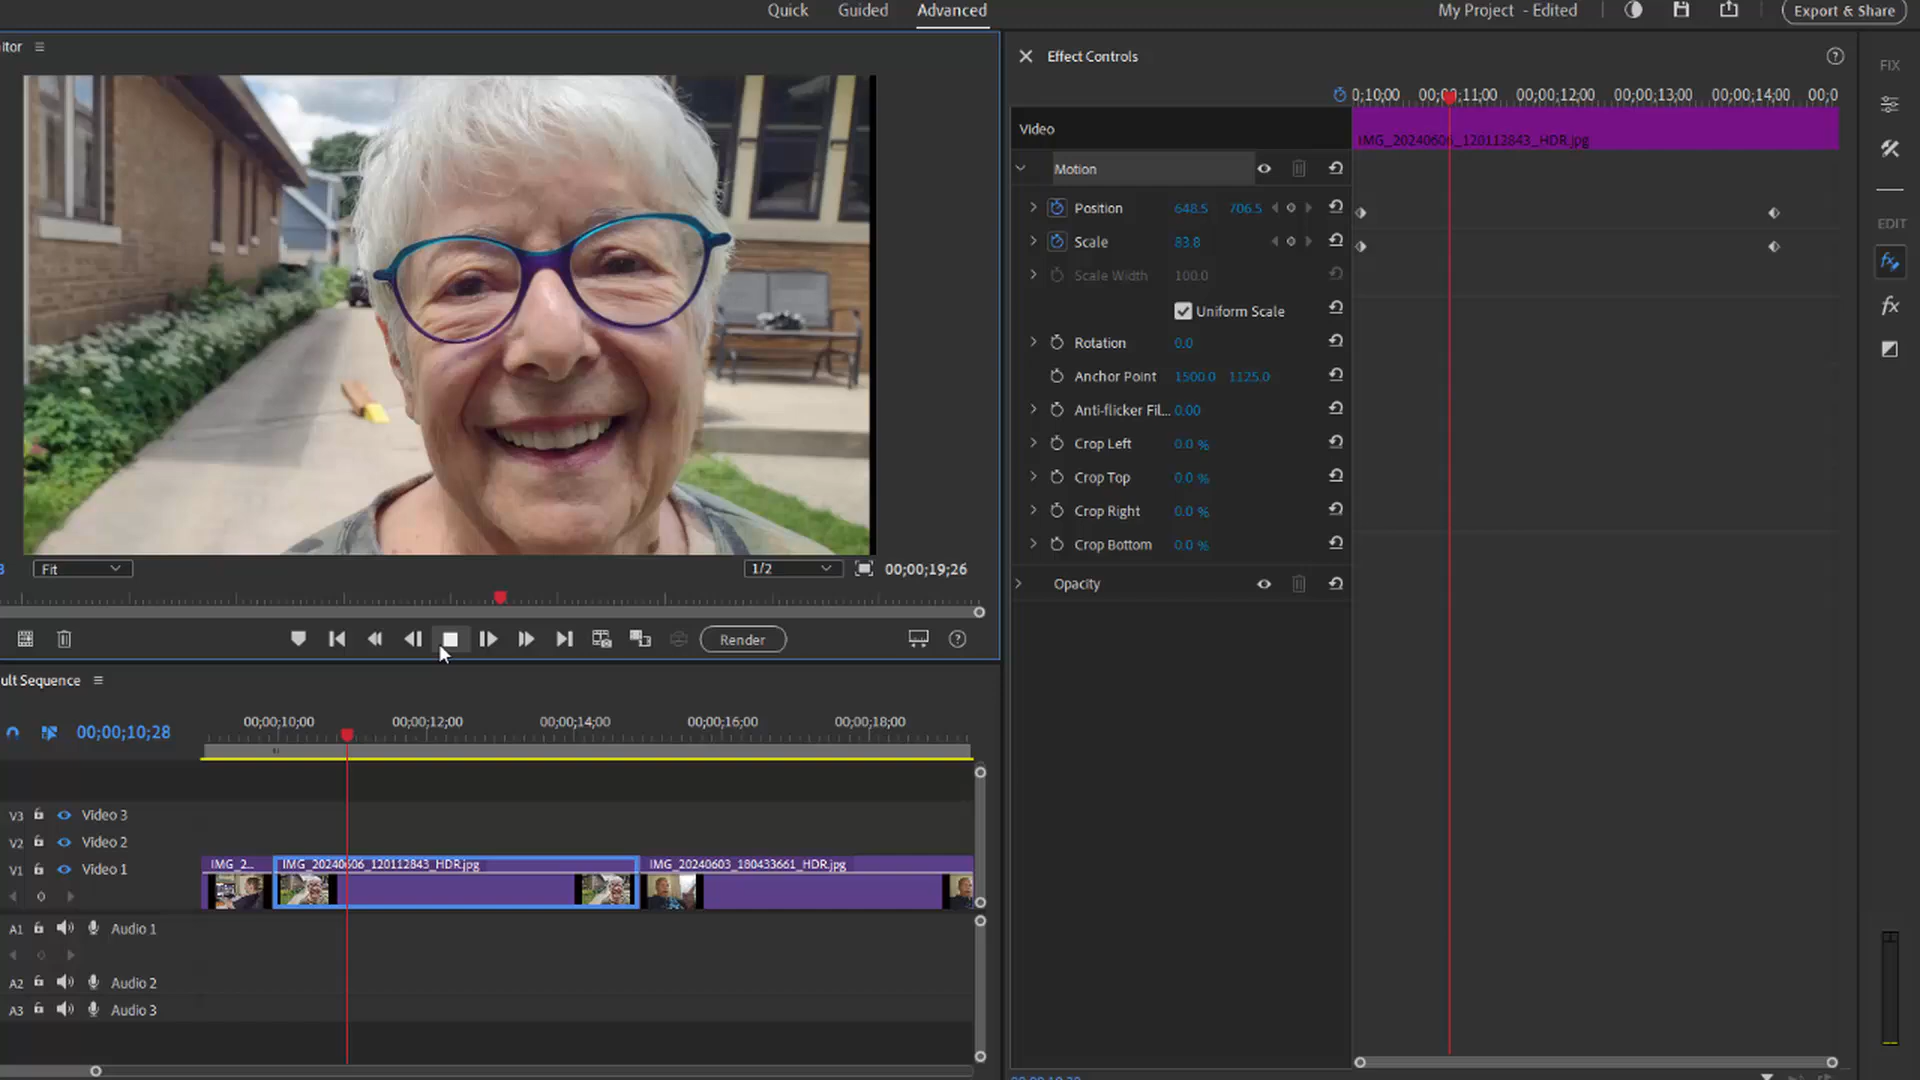 Quick Guided Advanced
My Project - Edited
Export & Share
itor
Effect Controls
FIX
0;10;00 00;00;11;00 00;00;12;00 00;00;13;00 00;00;14;00 00;0
Video
IMG_20240606_120112843_HDR.jpg
Motion
Position 648.5 706.5
Scale 83.8
Scale Width 100.0
Uniform Scale
Rotation 0.0
Anchor Point 1500.0 1125.0
Anti-flicker Fil... 0.00
Crop Left 0.0 %
Crop Top 0.0 %
Crop Right 0.0 %
Crop Bottom 0.0 %
Opacity
EDIT
fx
Fit
1/2
00;00;19;26
Render
ult Sequence
00;00;10;28
00;00;10;00 00;00;12;00 00;00;14;00 00;00;16;00 00;00;18;00
V3 Video 3
V2 Video 2
V1 Video 1
IMG_2... IMG_20240606_120112843_HDR.jpg IMG_20240603_180433661_HDR.jpg
A1 Audio 1
A2 Audio 2
A3 Audio 3